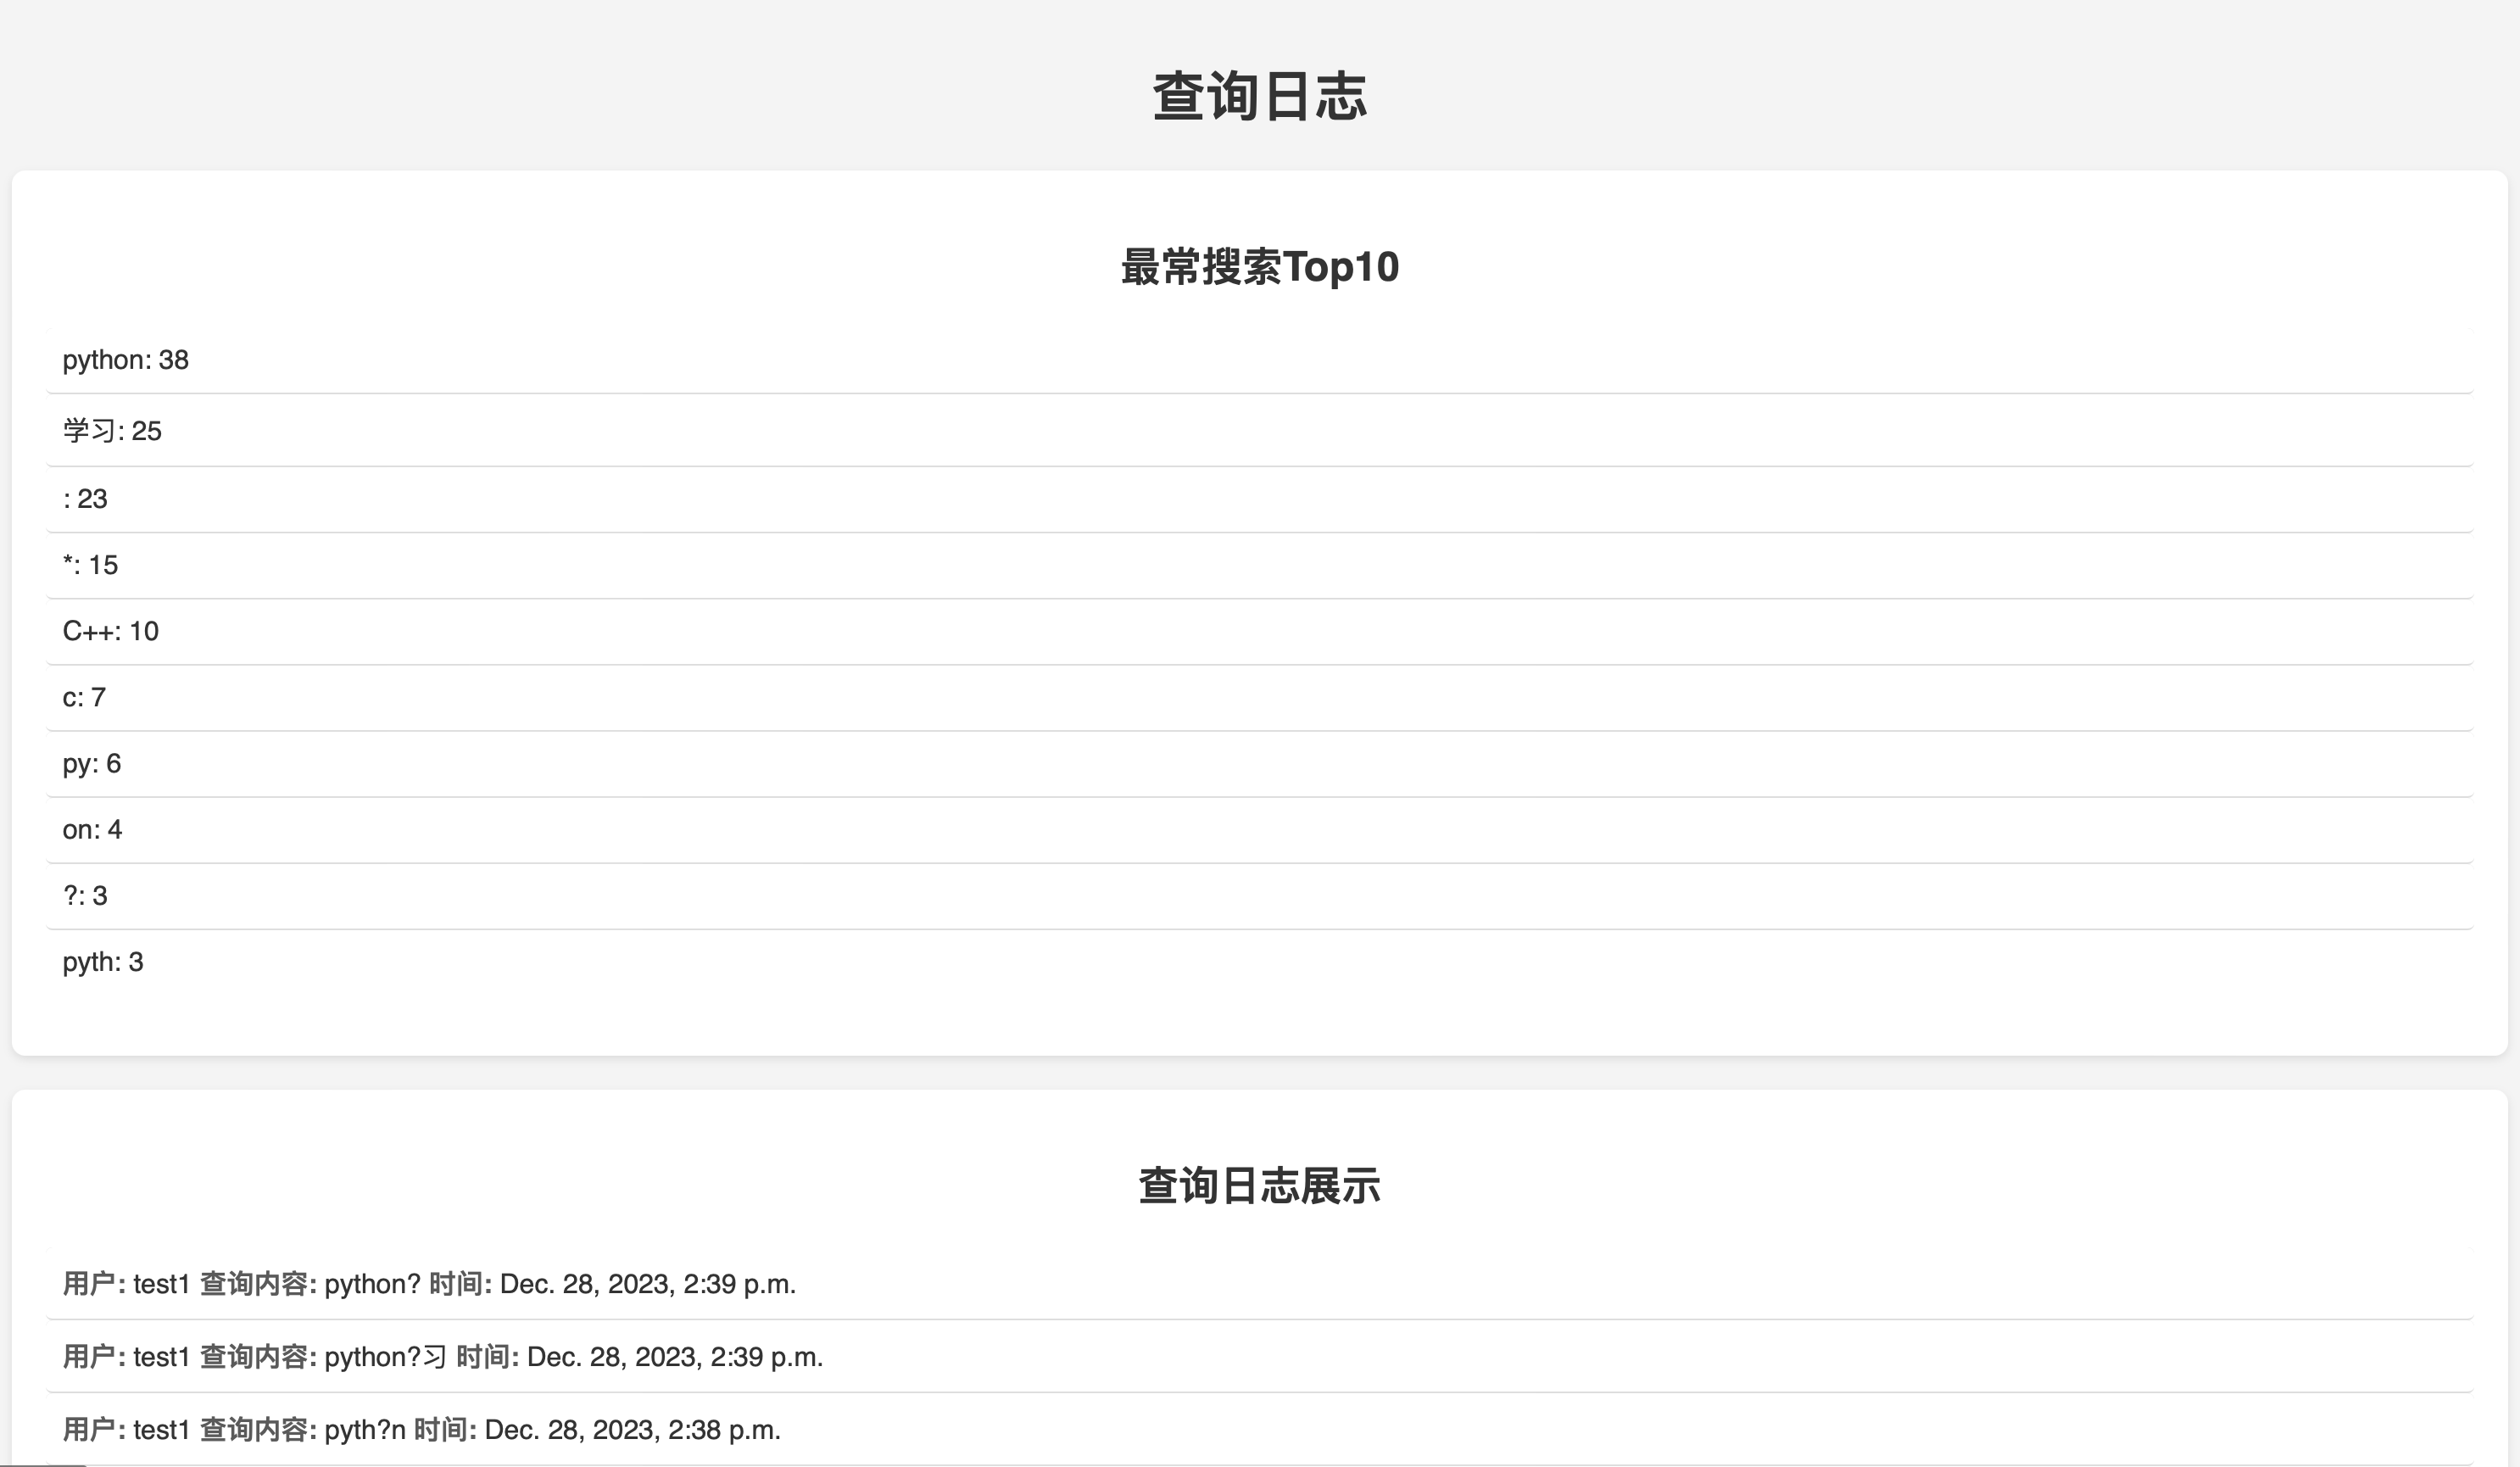 查询日志
最常搜索Top10
python: 38
学习: 25
: 23
*: 15
C++: 10
c: 7
py: 6
on: 4
?: 3
pyth: 3
查询日志展示
用户: test1 查询内容: python? 时间: Dec. 28, 2023, 2:39 p.m.
用户: test1 查询内容: python?习 时间: Dec. 28, 2023, 2:39 p.m.
用户: test1 查询内容: pyth?n 时间: Dec. 28, 2023, 2:38 p.m.